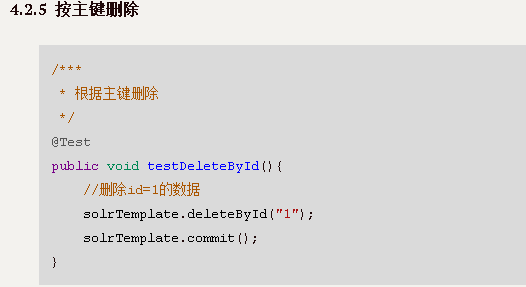 4.2.5 按主键删除
/***
 * 根据主键删除
 */
@Test
public void testDeleteById(){
    //删除id=1的数据
    solrTemplate.deleteById("1");
    solrTemplate.commit();
}